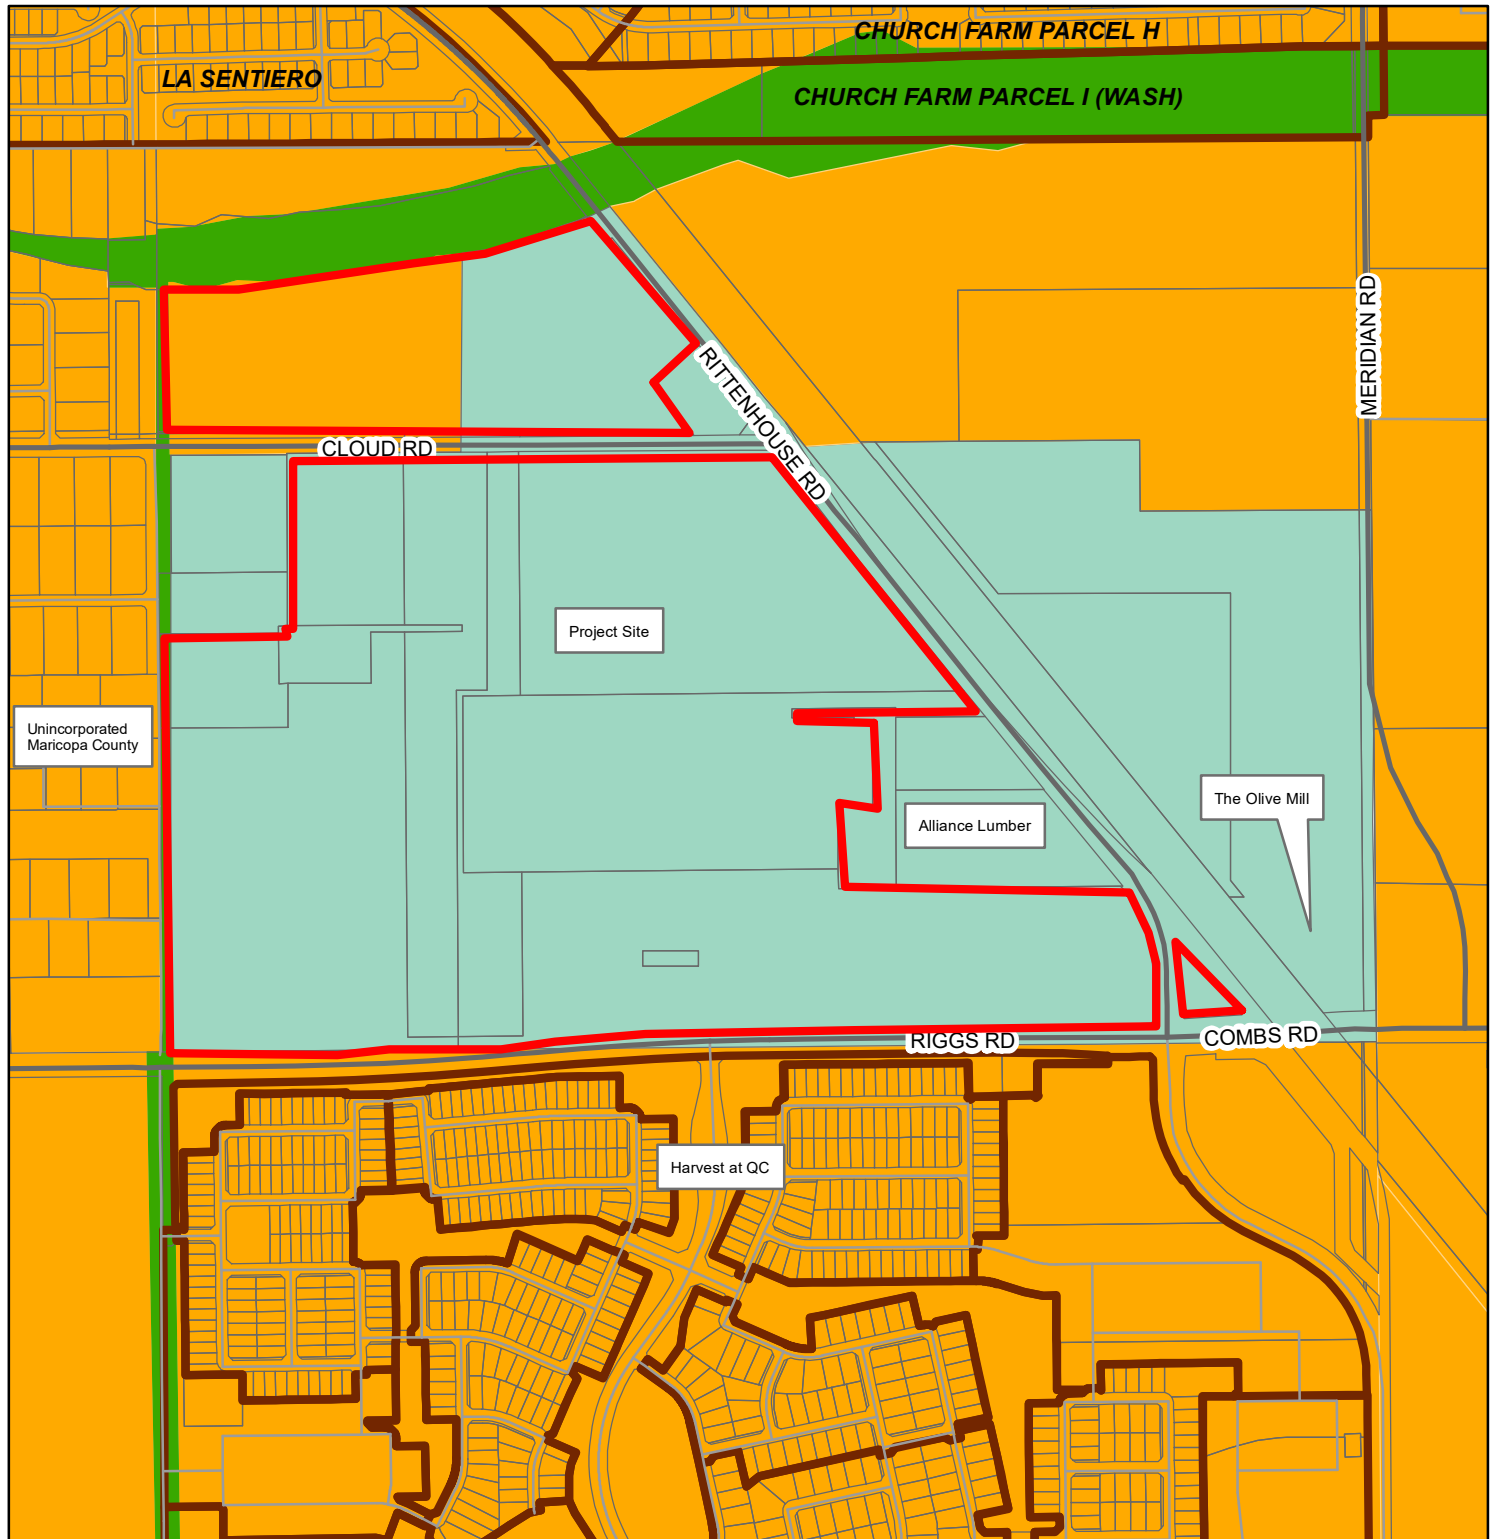 CHURCH FARM PARCEL H
LA SENTIERO
CHURCH FARM PARCEL I (WASH)
MERIDIAN RD
RITTENHOUSE RD
CLOUD RD
Project Site
Unincorporated
Maricopa County
The Olive Mill
Alliance Lumber
RIGGS RD
COMBS RD
Harvest at QC